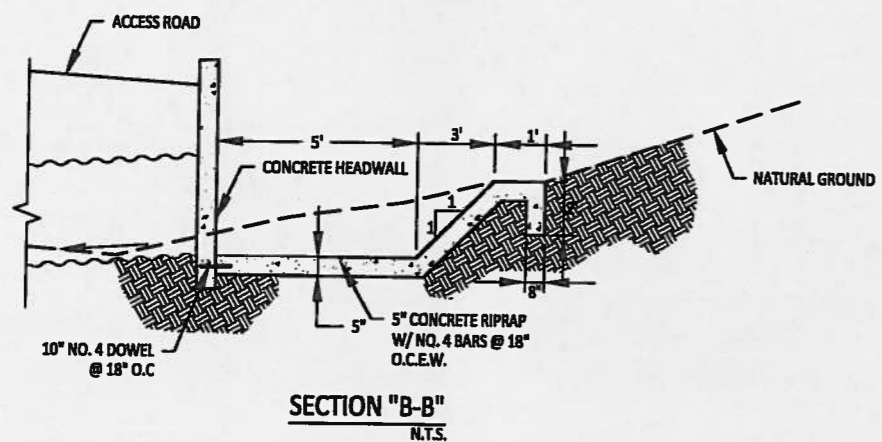 ACCESS ROAD
5'
3'
1'
CONCRETE HEADWALL
NATURAL GROUND
1
1
8"
5"
5" CONCRETE RIPRAP
W/ NO. 4 BARS @ 18"
O.C.E.W.
10" NO. 4 DOWEL
@ 18" O.C
SECTION "B-B"
N.T.S.